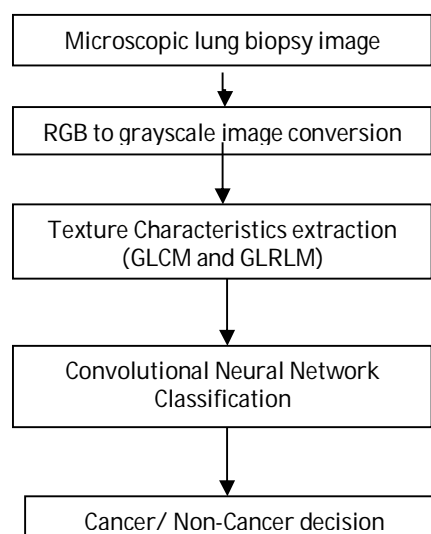 Microscopic lung biopsy image
RGB to grayscale image conversion
Texture Characteristics extraction
(GLCM and GLRLM)
Convolutional Neural Network
Classification
Cancer/ Non-Cancer decision